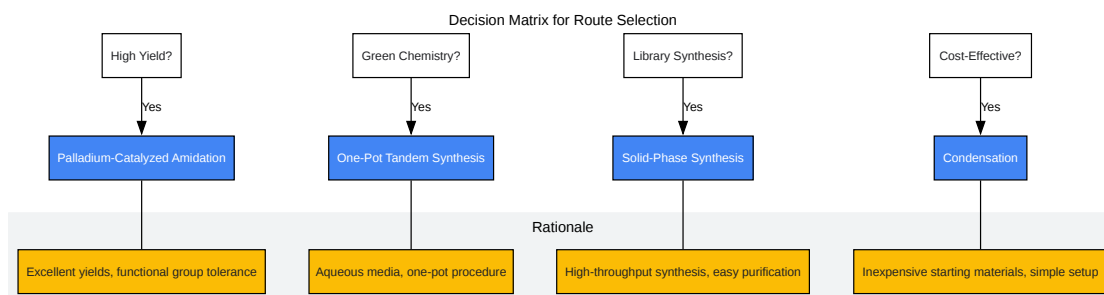 Decision Matrix for Route Selection
High Yield?
Green Chemistry?
Library Synthesis?
Cost-Effective?
Yes
Yes
Yes
Yes
Palladium-Catalyzed Amidation
One-Pot Tandem Synthesis
Solid-Phase Synthesis
Condensation
Rationale
Excellent yields, functional group tolerance
Aqueous media, one-pot procedure
High-throughput synthesis, easy purification
Inexpensive starting materials, simple setup